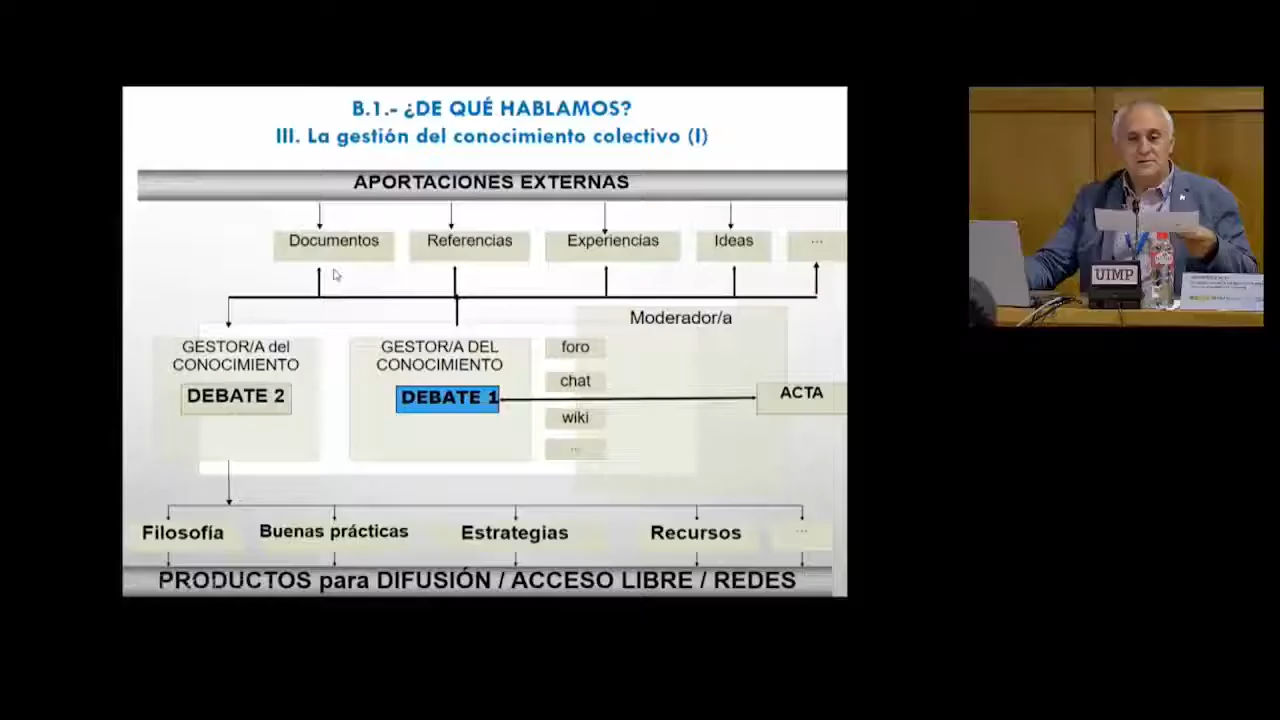 B.1.- ¿DE QUÉ HABLAMOS?
III. La gestión del conocimiento colectivo (I)
APORTACIONES EXTERNAS
Documentos
Referencias
Experiencias
Ideas
...
Moderador/a
GESTOR/A del
CONOCIMIENTO
DEBATE 2
GESTOR/A DEL
CONOCIMIENTO
DEBATE 1
foro
chat
wiki
...
ACTA
Filosofía
Buenas prácticas
Estrategias
Recursos
...
PRODUCTOS para DIFUSIÓN / ACCESO LIBRE / REDES
UIMP